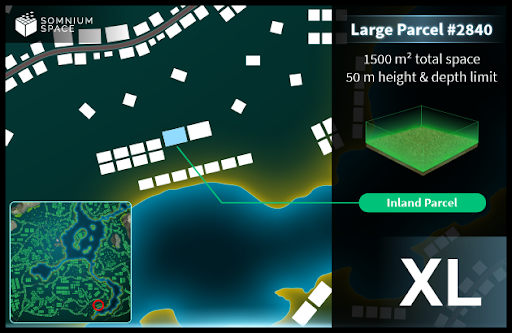 SOMNIUM
SPACE
Large Parcel #2840
1500 m² total space
50 m height & depth limit
Inland Parcel
XL